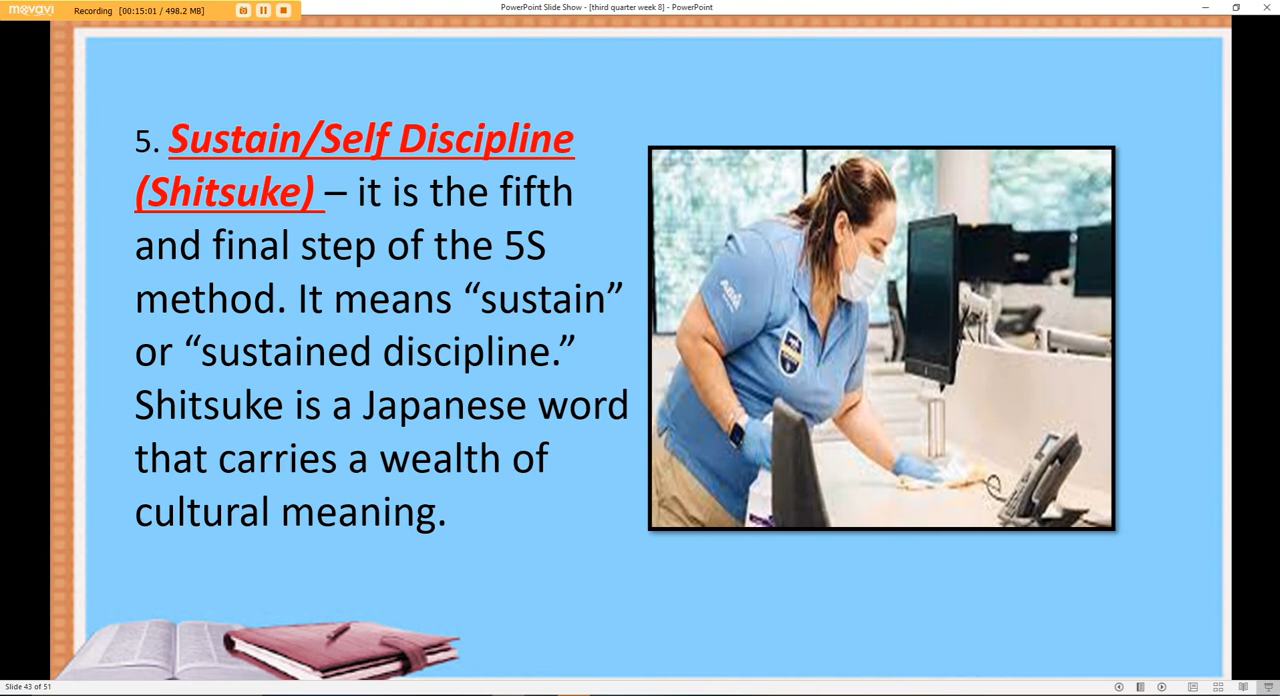 movavi
Recording [00:15:01 / 498.2 MB]
PowerPoint Slide Show - [third quarter week 8] - PowerPoint
5. Sustain/Self Discipline
(Shitsuke) – it is the fifth
and final step of the 5S
method. It means “sustain”
or “sustained discipline.”
Shitsuke is a Japanese word
that carries a wealth of
cultural meaning.
Slide 43 of 51